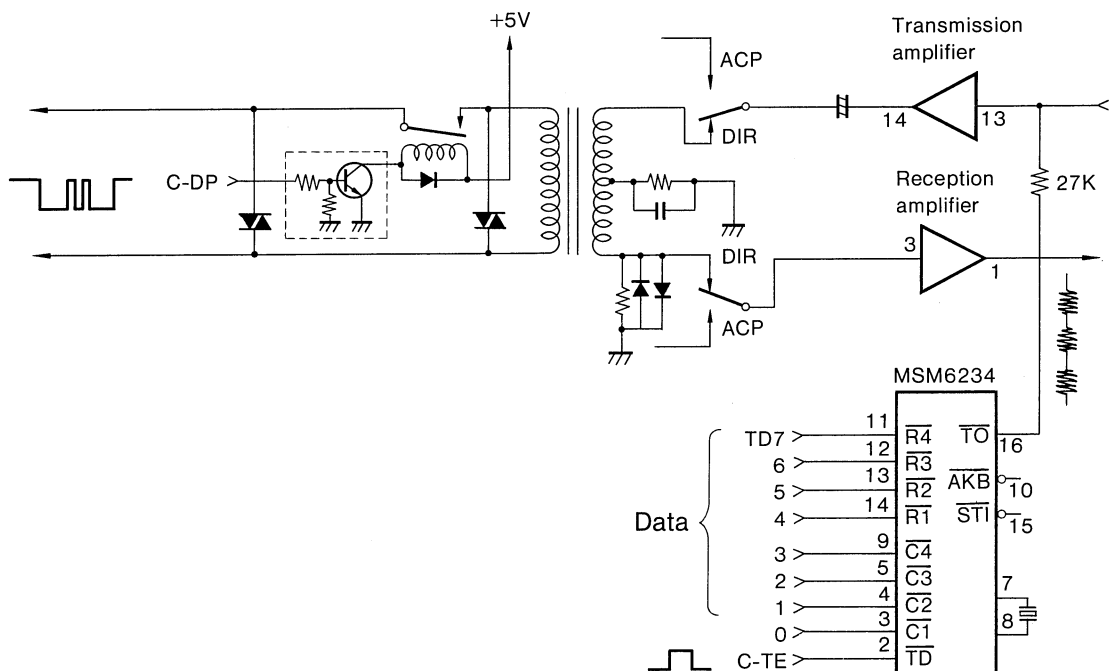 +5V
Transmission
amplifier
ACP
14
13
DIR
C-DP
27K
Reception
amplifier
3
1
DIR
ACP
MSM6234
Data
TD7 11 R4
6 12 R3
5 13 R2
4 14 R1
3 9 C4
2 5 C3
1 4 C2
0 3 C1
C-TE 2 TD
TO 16
AKB 10
STI 15
7
8